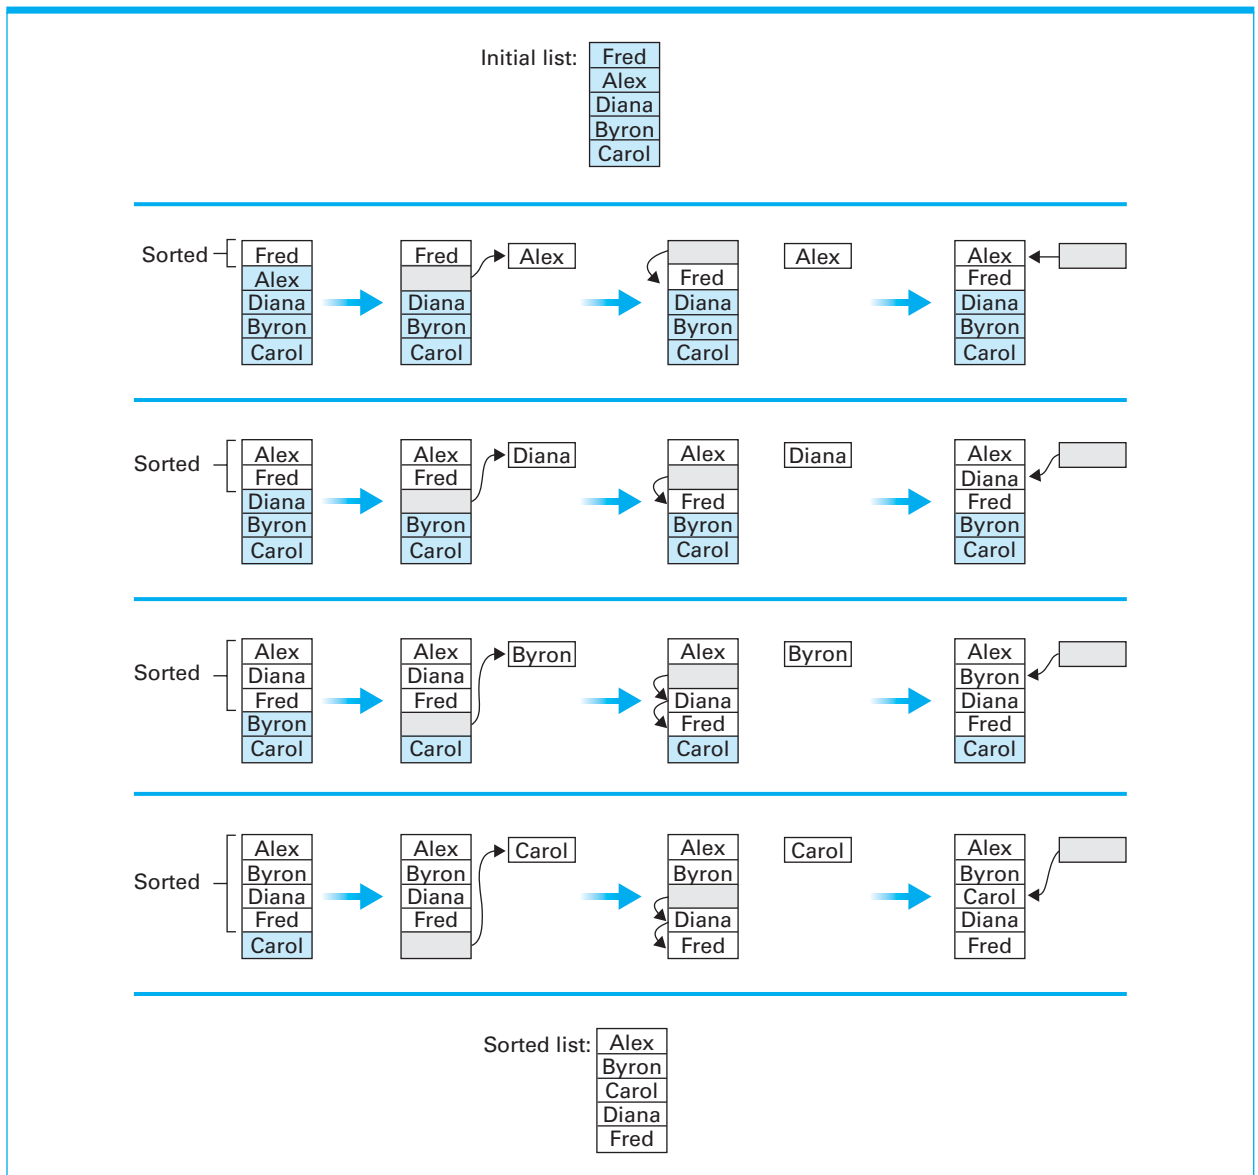 Initial list:
Fred
Alex
Diana
Byron
Carol
Sorted
Fred
Alex
Diana
Byron
Carol
Fred
Diana
Byron
Carol
Alex
Fred
Diana
Byron
Carol
Alex
Alex
Fred
Diana
Byron
Carol
Sorted
Alex
Fred
Diana
Byron
Carol
Alex
Fred
Byron
Carol
Diana
Alex
Fred
Byron
Carol
Diana
Alex
Diana
Fred
Byron
Carol
Sorted
Alex
Diana
Fred
Byron
Carol
Alex
Diana
Fred
Carol
Byron
Alex
Diana
Fred
Carol
Byron
Alex
Byron
Diana
Fred
Carol
Sorted
Alex
Byron
Diana
Fred
Carol
Alex
Byron
Diana
Fred
Carol
Alex
Byron
Diana
Fred
Carol
Alex
Byron
Carol
Diana
Fred
Sorted list:
Alex
Byron
Carol
Diana
Fred